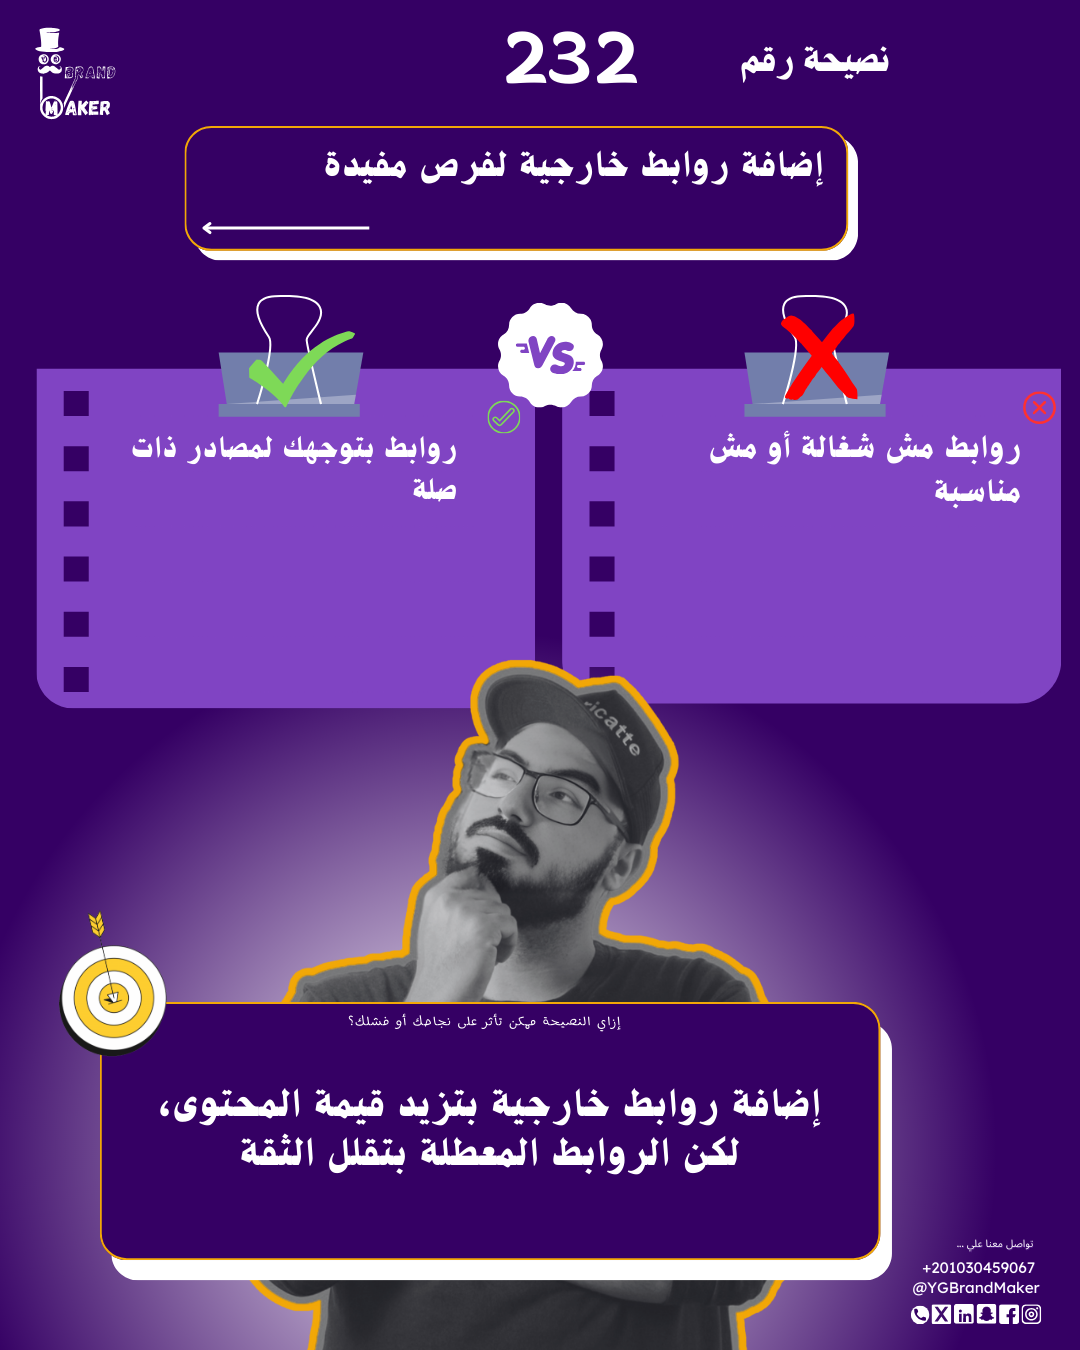 BRAND
MAKER
نصيحة رقم 232
إضافة روابط خارجية لفرص مفيدة
VS
روابط مش شغالة أو مش
مناسبة
روابط بتوجهك لمصادر ذات
صلة
icatte
إزاي النصيحة ممكن تأثر على نجاحك أو فشلك؟
إضافة روابط خارجية بتزيد قيمة المحتوى،
لكن الروابط المعطلة بتقلل الثقة
تواصل معنا علي ...
+201030459067
@YGBrandMaker